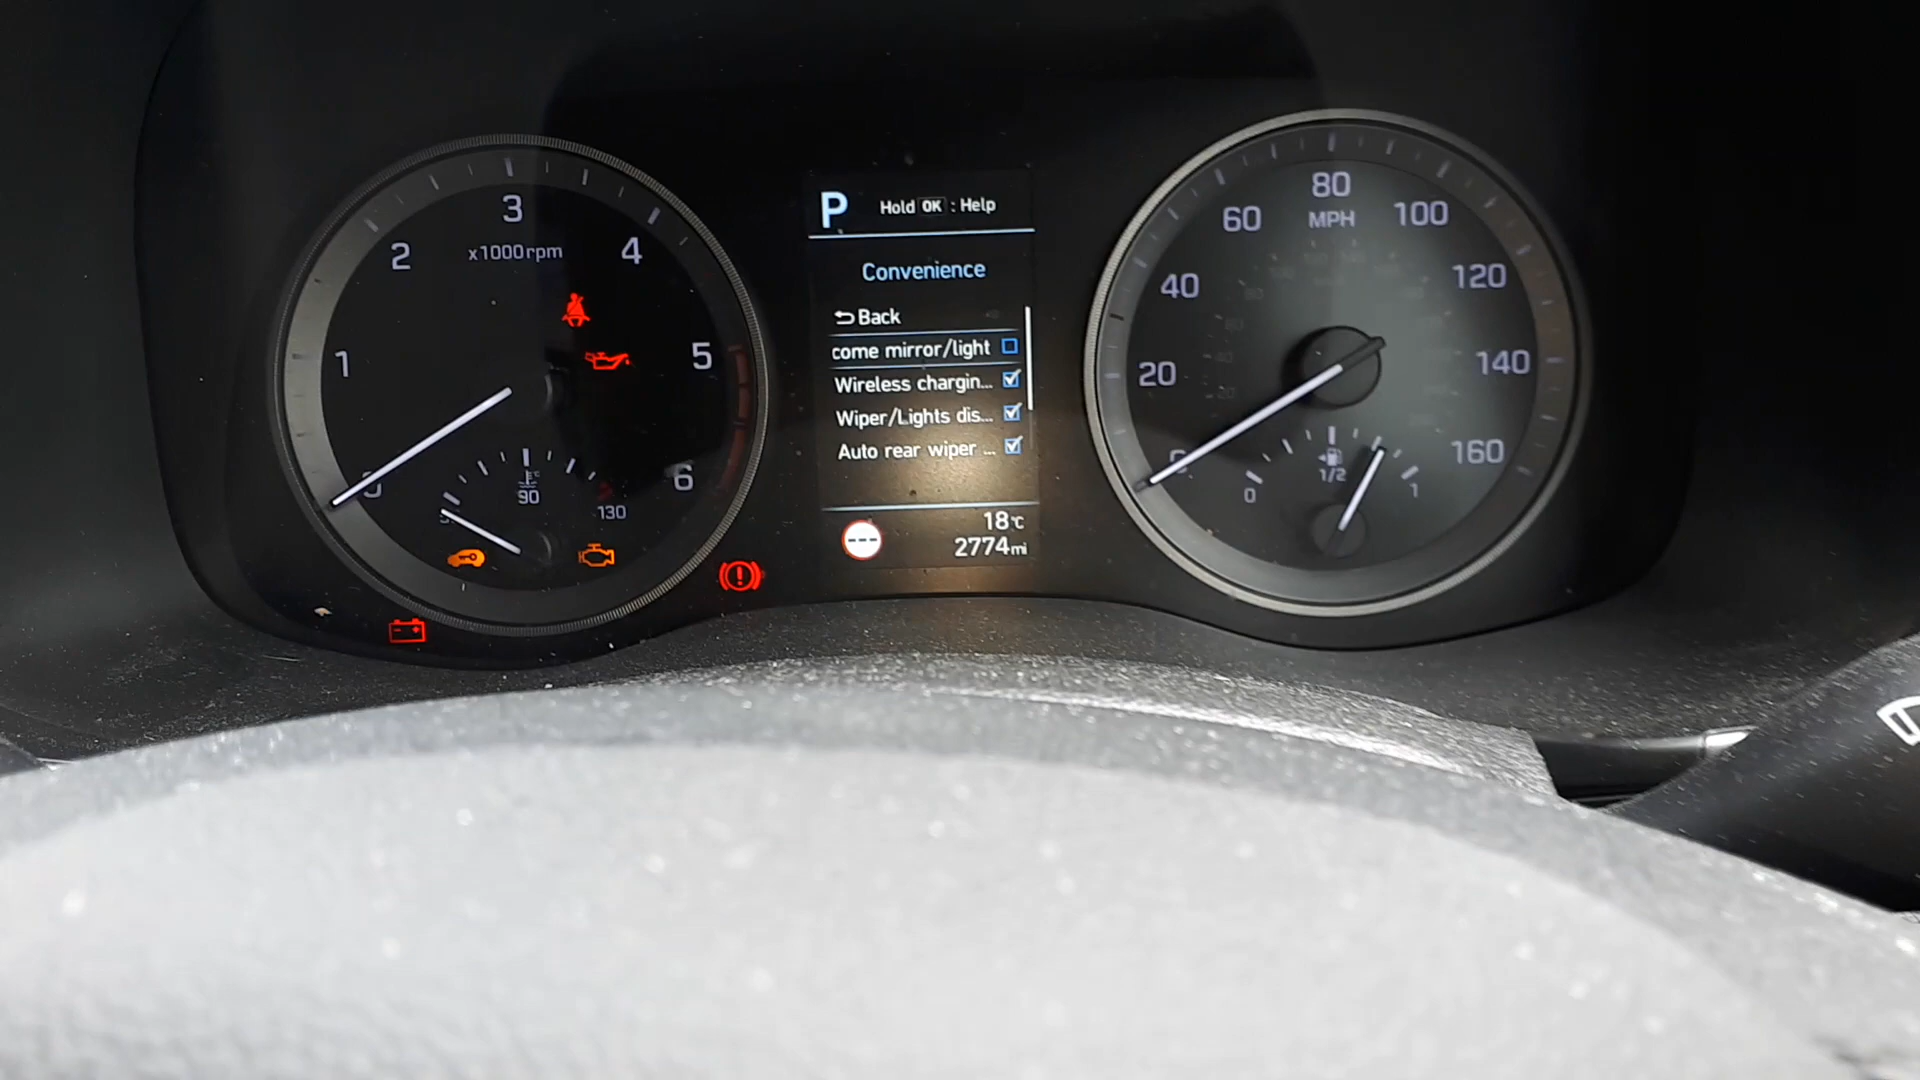 3
2
4
x1000rpm
1
5
6
90
130
P
Hold OK : Help
Convenience
Back
come mirror/light
Wireless chargin...
Wiper/Lights dis...
Auto rear wiper ...
---
18°C
2774mi
80
MPH
60
100
40
120
20
140
160
0
1/2
1